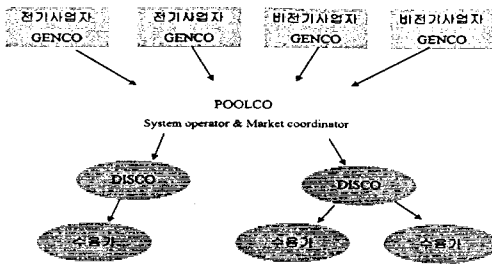 전기사업자 전기사업자 비전기사업자 비전기사업자
GENCO GENCO GENCO GENCO
POOLCO
System operator & Market coordinator
DISCO DISCO
수용가 수용가 수용가